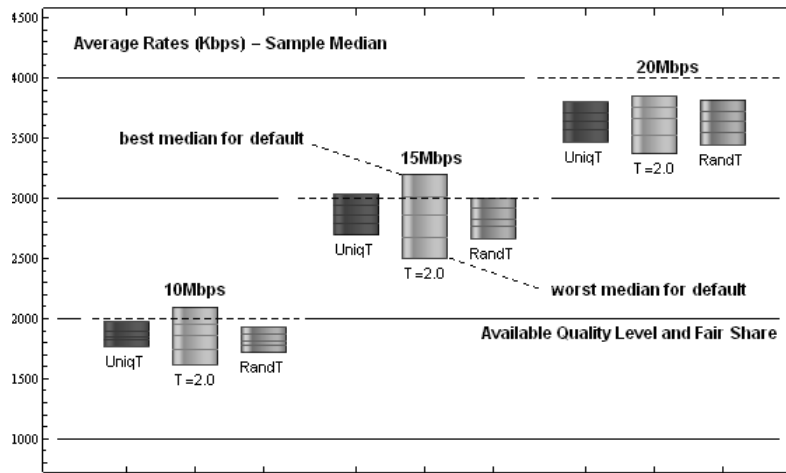 4500
Average Rates (Kbps) – Sample Median
20Mbps
4000
best median for default
3500
UniqT
T =2.0
RandT
15Mbps
3000
UniqT
T =2.0
RandT
2500
worst median for default
10Mbps
2000
Available Quality Level and Fair Share
UniqT
T =2.0
RandT
1500
1000